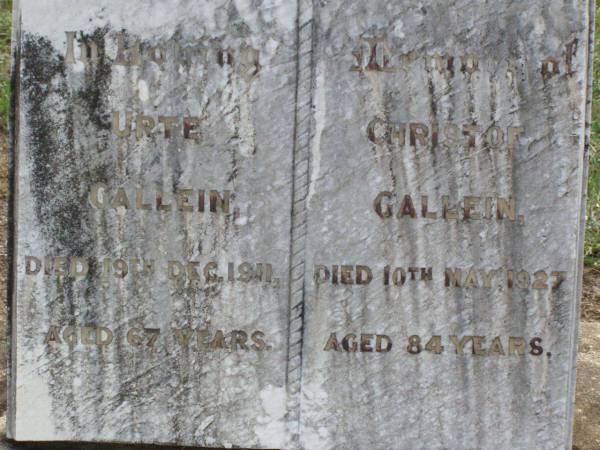 In Loving Memory of
URTE
GALLEIN,
DIED 19TH DEC. 1911,
AGED 67 YEARS.
CHRISTOF
GALLEIN,
DIED 10TH MAY, 1927
AGED 84 YEARS.